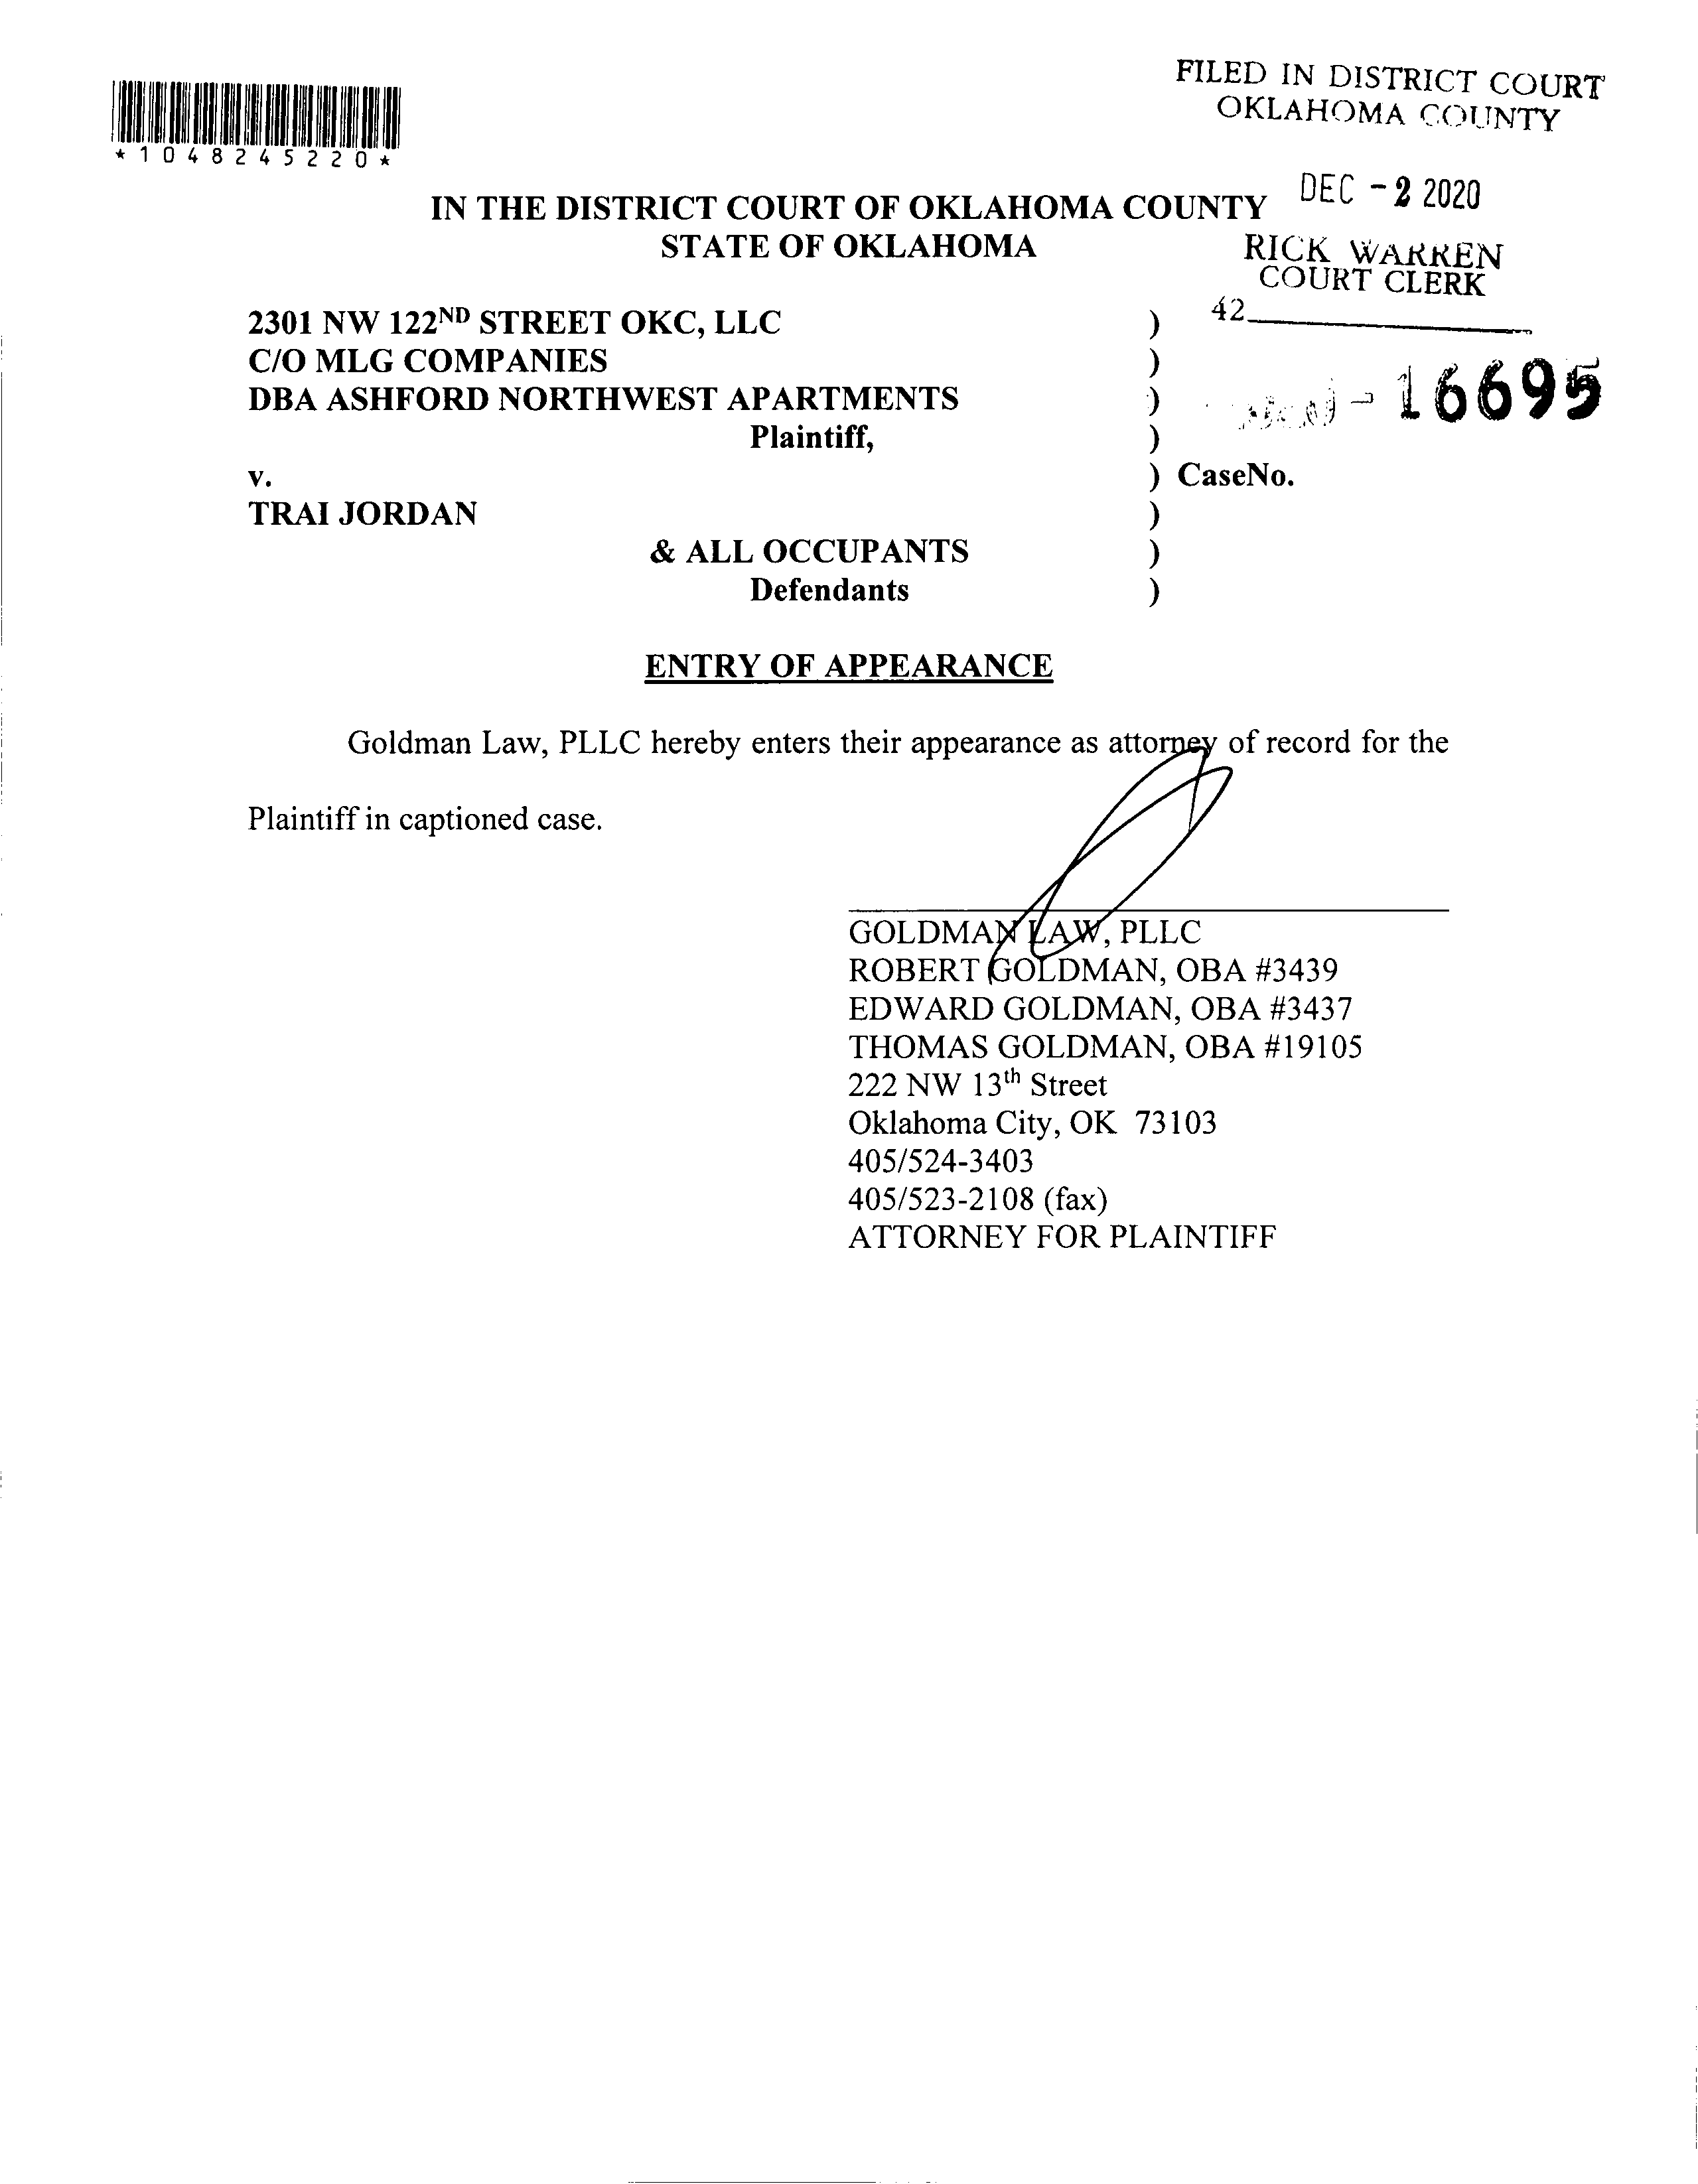 FILED IN DISTRICT COURT
OKLAHOMA COUNTY
*1048245220*
DEC - 2 2020
IN THE DISTRICT COURT OF OKLAHOMA COUNTY
STATE OF OKLAHOMA
RICK WARREN
COURT CLERK
42
2301 NW 122ND STREET OKC, LLC )
C/O MLG COMPANIES )
DBA ASHFORD NORTHWEST APARTMENTS )
- 16695
Plaintiff, )
v. ) CaseNo.
TRAI JORDAN )
& ALL OCCUPANTS )
Defendants )
ENTRY OF APPEARANCE
Goldman Law, PLLC hereby enters their appearance as attorney of record for the
Plaintiff in captioned case.
GOLDMAN LAW, PLLC
ROBERT GOLDMAN, OBA #3439
EDWARD GOLDMAN, OBA #3437
THOMAS GOLDMAN, OBA #19105
222 NW 13th Street
Oklahoma City, OK 73103
405/524-3403
405/523-2108 (fax)
ATTORNEY FOR PLAINTIFF